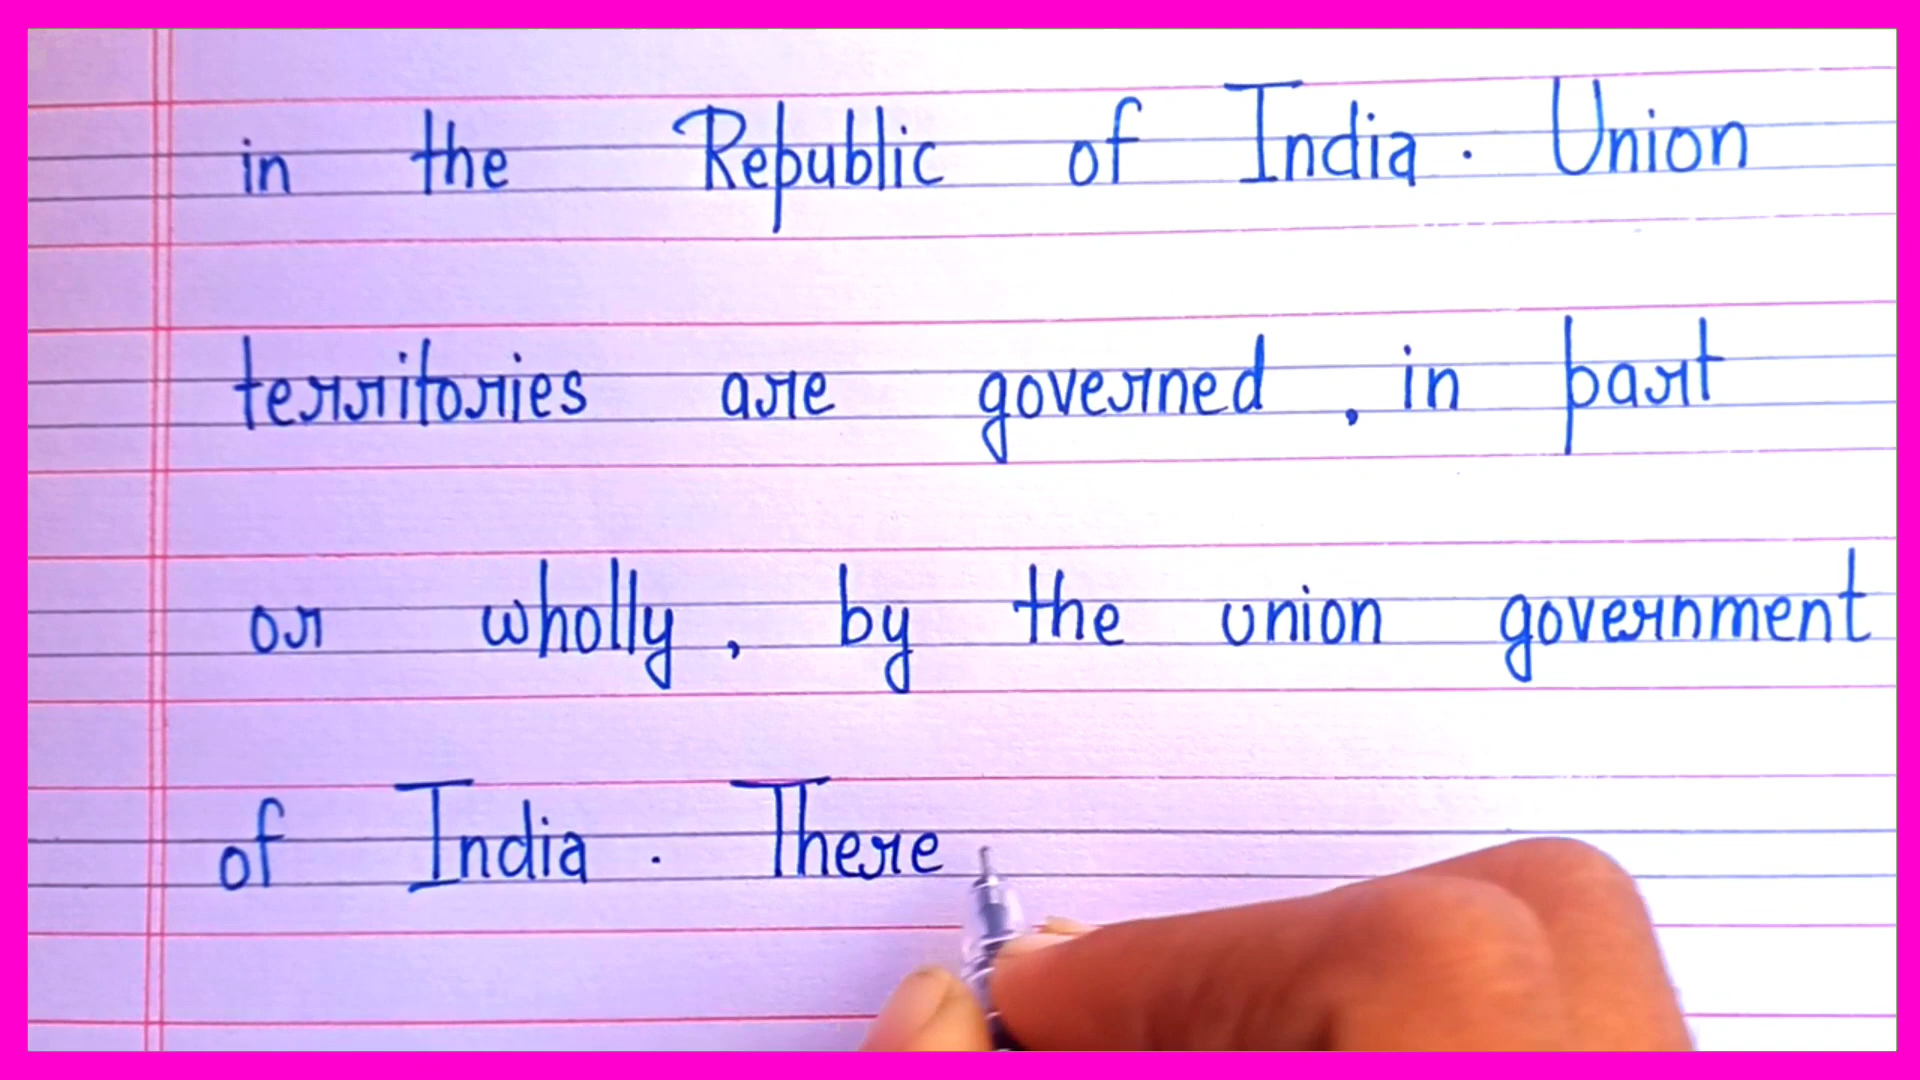 in the Republic of India. Union
territories are governed, in part
or wholly, by the union government
of India. There